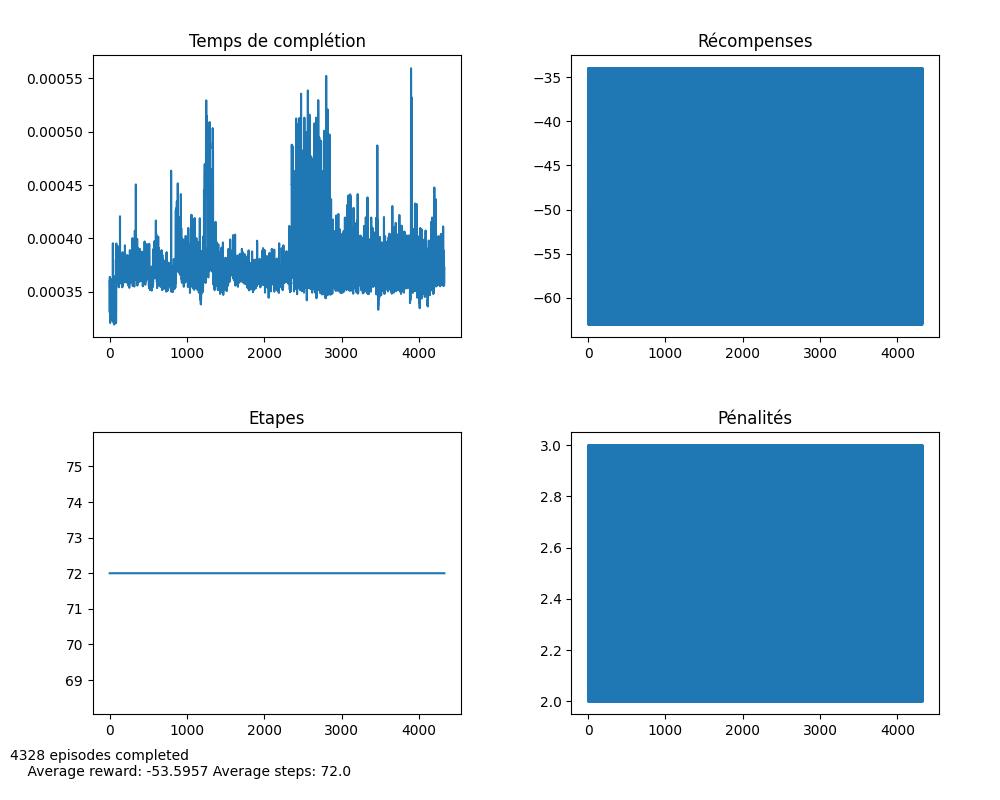 Temps de complétion
0.00055
0.00050
0.00045
0.00040
0.00035
0 1000 2000 3000 4000
Récompenses
−35
−40
−45
−50
−55
−60
0 1000 2000 3000 4000
Etapes
75
74
73
72
71
70
69
0 1000 2000 3000 4000
Pénalités
3.0
2.8
2.6
2.4
2.2
2.0
0 1000 2000 3000 4000
4328 episodes completed
Average reward: -53.5957 Average steps: 72.0